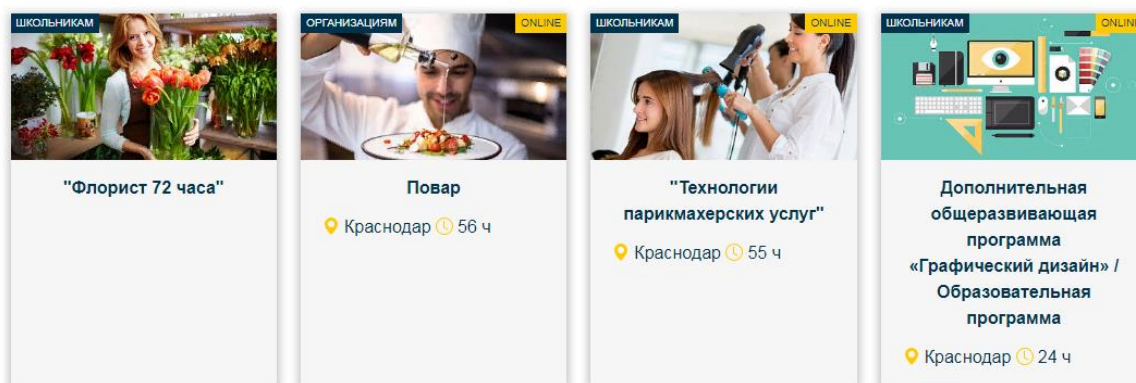 ШКОЛЬНИКАМ
"Флорист 72 часа"
ОРГАНИЗАЦИЯМ
ONLINE
Повар
Краснодар 56 ч
ШКОЛЬНИКАМ
ONLINE
"Технологии
парикмахерских услуг"
Краснодар 55 ч
ШКОЛЬНИКАМ
ONLINE
Дополнительная
общеразвивающая
программа
«Графический дизайн» /
Образовательная
программа
Краснодар 24 ч